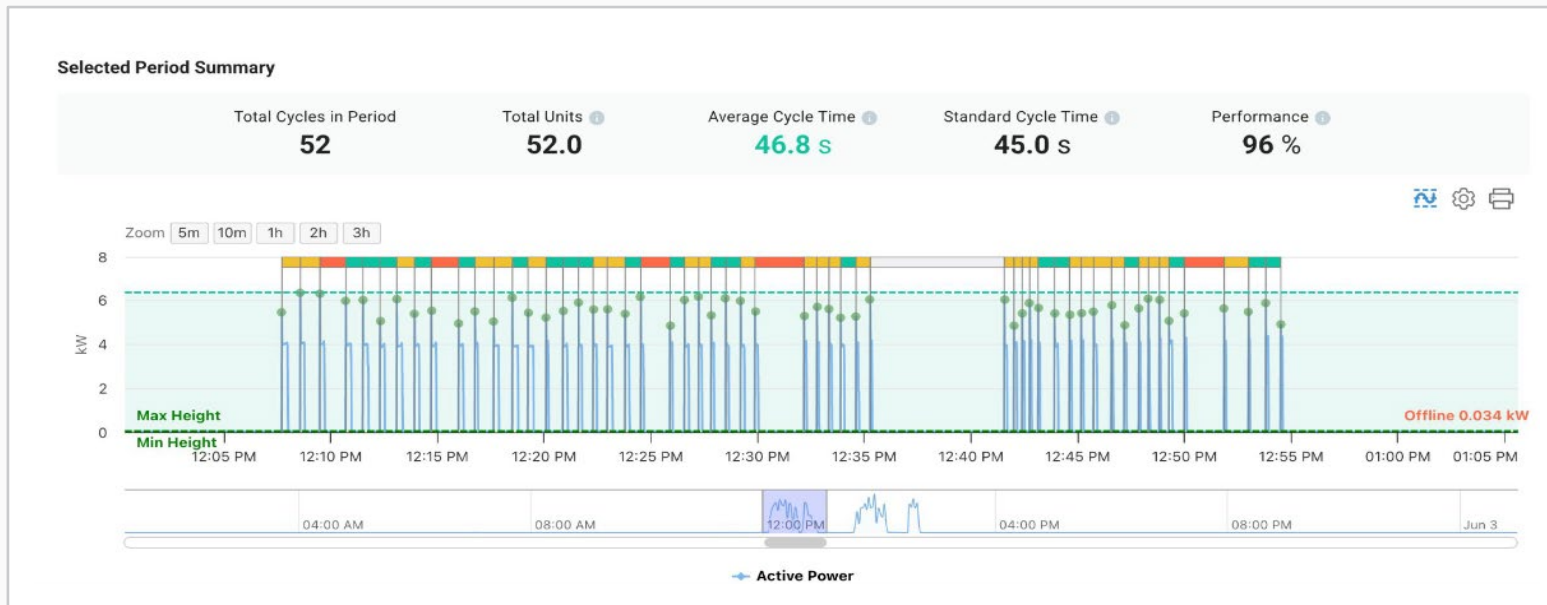 Selected Period Summary
Total Cycles in Period
52
Total Units
52.0
Average Cycle Time
46.8 s
Standard Cycle Time
45.0 s
Performance
96 %
Zoom 5m 10m 1h 2h 3h
8
6
4
2
0
kW
Max Height
Offline 0.034 kW
Min Height
12:05 PM 12:10 PM 12:15 PM 12:20 PM 12:25 PM 12:30 PM 12:35 PM 12:40 PM 12:45 PM 12:50 PM 12:55 PM 01:00 PM 01:05 PM
04:00 AM 08:00 AM 12:00 PM 04:00 PM 08:00 PM Jun 3
Active Power